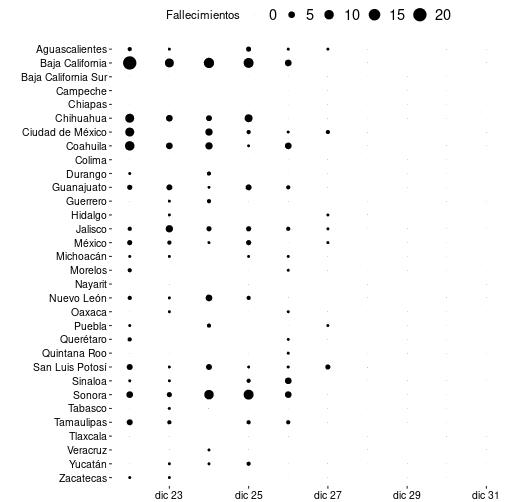 Fallecimientos 0 5 10 15 20
Aguascalientes
Baja California
Baja California Sur
Campeche
Chiapas
Chihuahua
Ciudad de México
Coahuila
Colima
Durango
Guanajuato
Guerrero
Hidalgo
Jalisco
México
Michoacán
Morelos
Nayarit
Nuevo León
Oaxaca
Puebla
Querétaro
Quintana Roo
San Luis Potosí
Sinaloa
Sonora
Tabasco
Tamaulipas
Tlaxcala
Veracruz
Yucatán
Zacatecas
dic 23 dic 25 dic 27 dic 29 dic 31